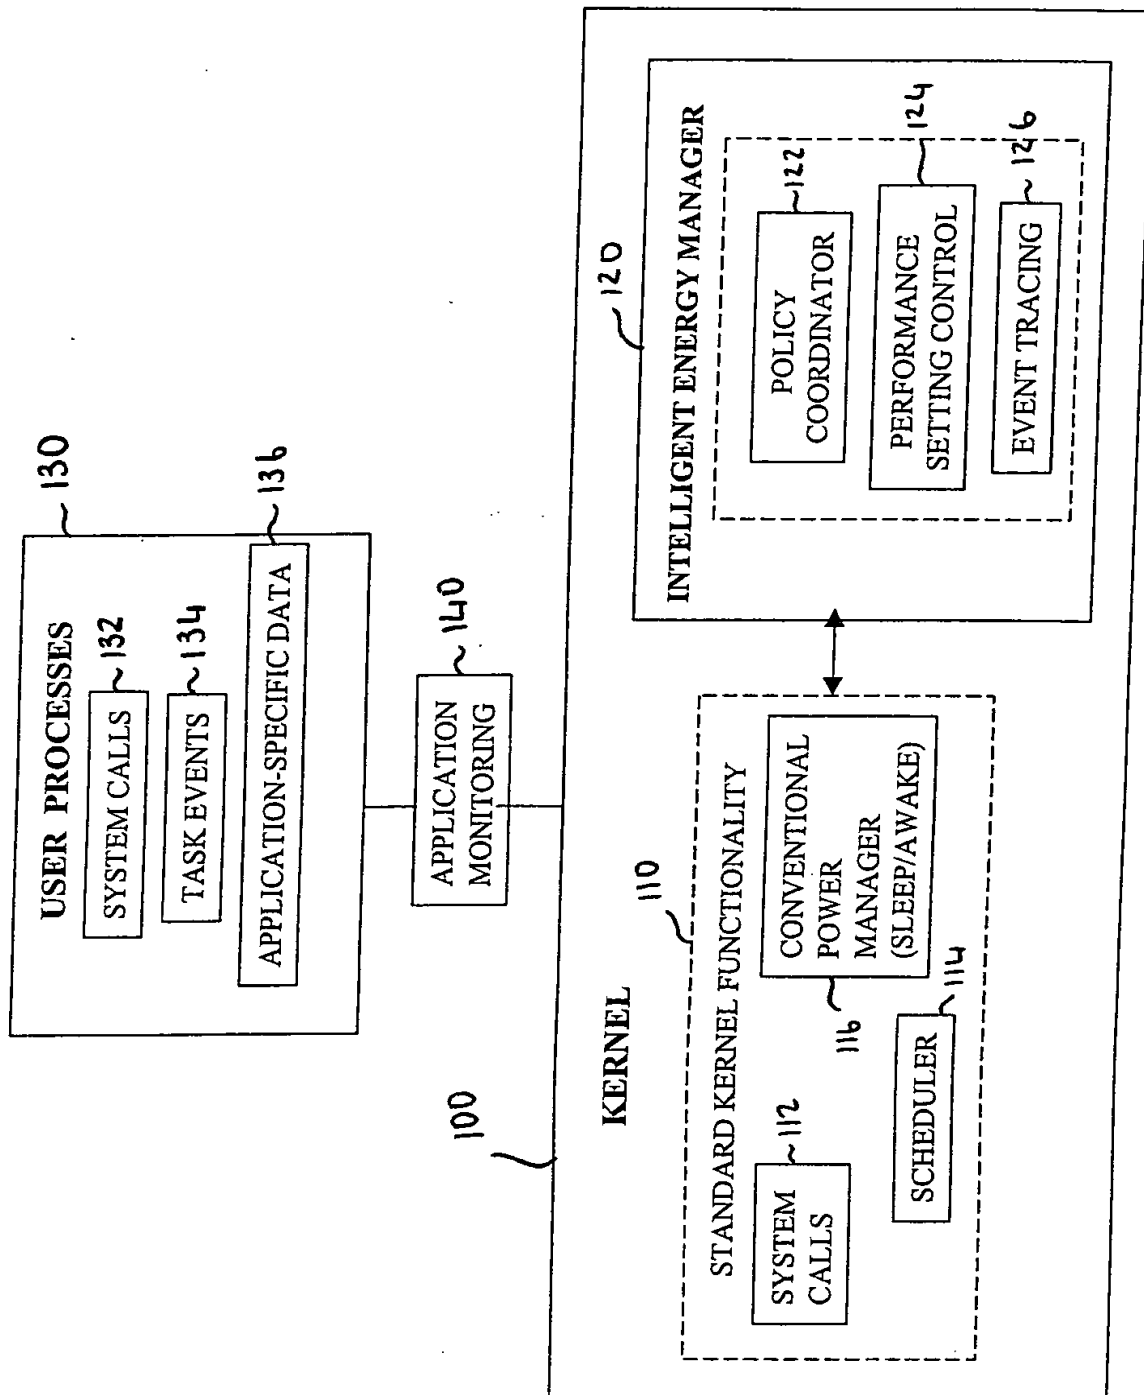 USER PROCESSES
130
SYSTEM CALLS
132
TASK EVENTS
134
APPLICATION-SPECIFIC DATA
136
APPLICATION
MONITORING
140
100
KERNEL
110
STANDARD KERNEL FUNCTIONALITY
SYSTEM
CALLS
112
CONVENTIONAL
POWER
MANAGER
(SLEEP/AWAKE)
116
SCHEDULER
114
120
INTELLIGENT ENERGY MANAGER
POLICY
COORDINATOR
122
PERFORMANCE
SETTING CONTROL
124
EVENT TRACING
126